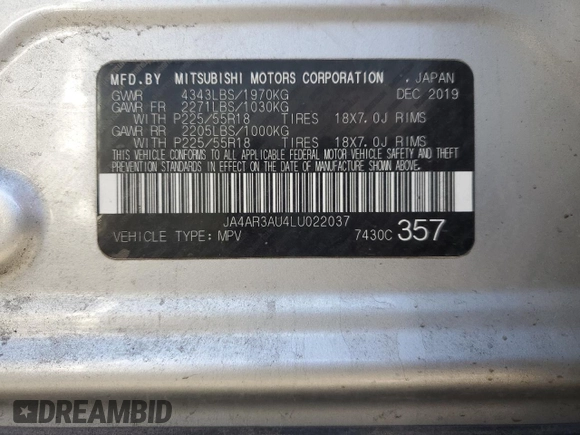 MFD.BY MITSUBISHI MOTORS CORPORATION , JAPAN
GVWR 4343LBS/1970KG DEC 2019
GAWR FR 2271LBS/1030KG
WITH P225/55R18 TIRES 18X7.0J RIMS
GAWR RR 2205LBS/1000KG
WITH P225/55R18 TIRES 18X7.0J RIMS
THIS VEHICLE CONFORMS TO ALL APPLICABLE FEDERAL MOTOR VEHICLE SAFETY AND THEFT
PREVENTION STANDARDS IN EFFECT ON THE DATE OF MANUFACTURE SHOWN ABOVE.
JA4AR3AU4LU022037
VEHICLE TYPE: MPV 7430C 357
DREAMBID